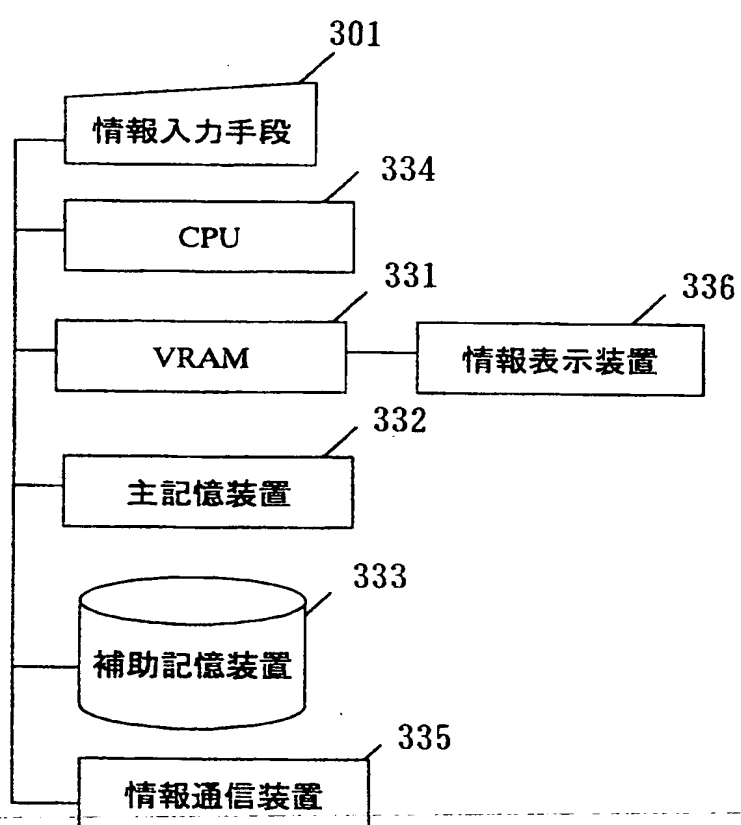 301
情報入力手段
334
CPU
331
VRAM
336
情報表示装置
332
主記憶装置
333
補助記憶装置
335
情報通信装置